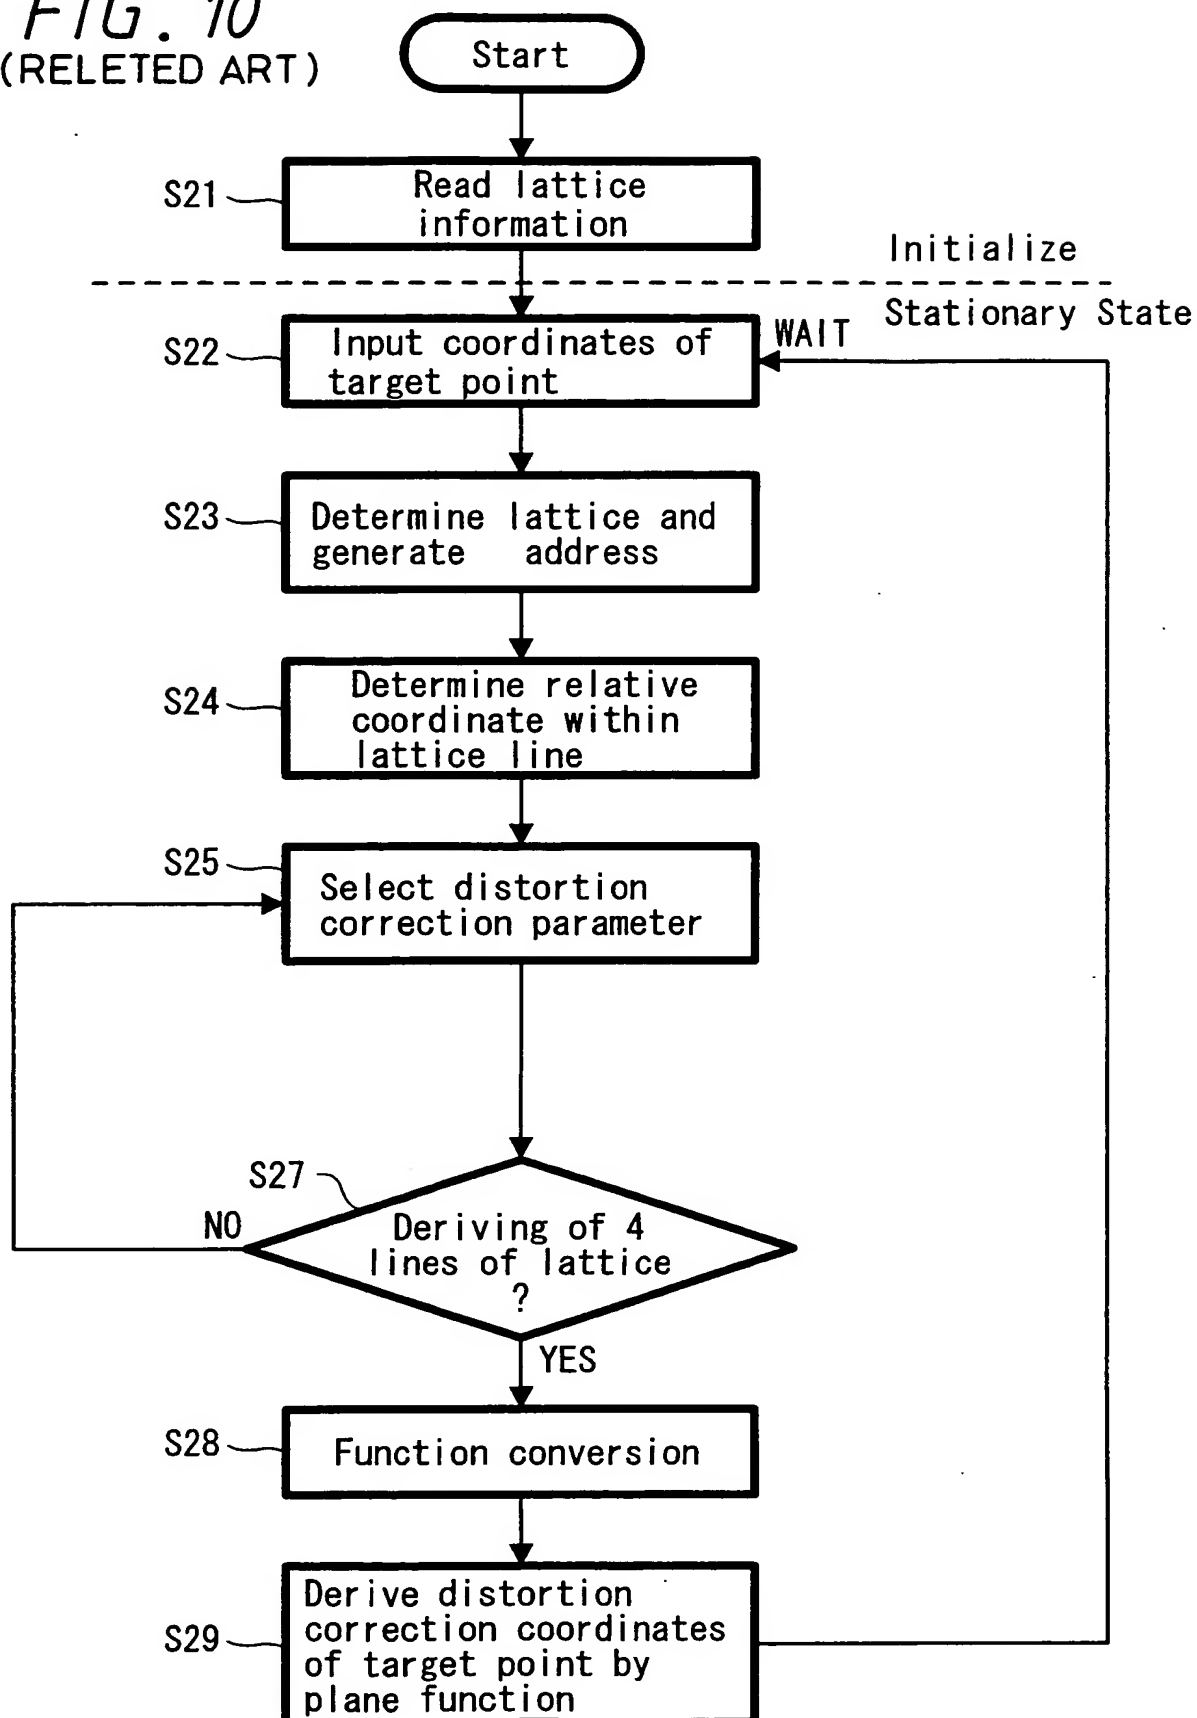 FIG. 10
(RELETED ART)
Start
S21
Read lattice
information
Initialize
Stationary State
S22
Input coordinates of
target point
WAIT
S23
Determine lattice and
generate address
S24
Determine relative
coordinate within
lattice line
S25
Select distortion
correction parameter
S27
NO
Deriving of 4
lines of lattice
?
YES
S28
Function conversion
S29
Derive distortion
correction coordinates
of target point by
plane function